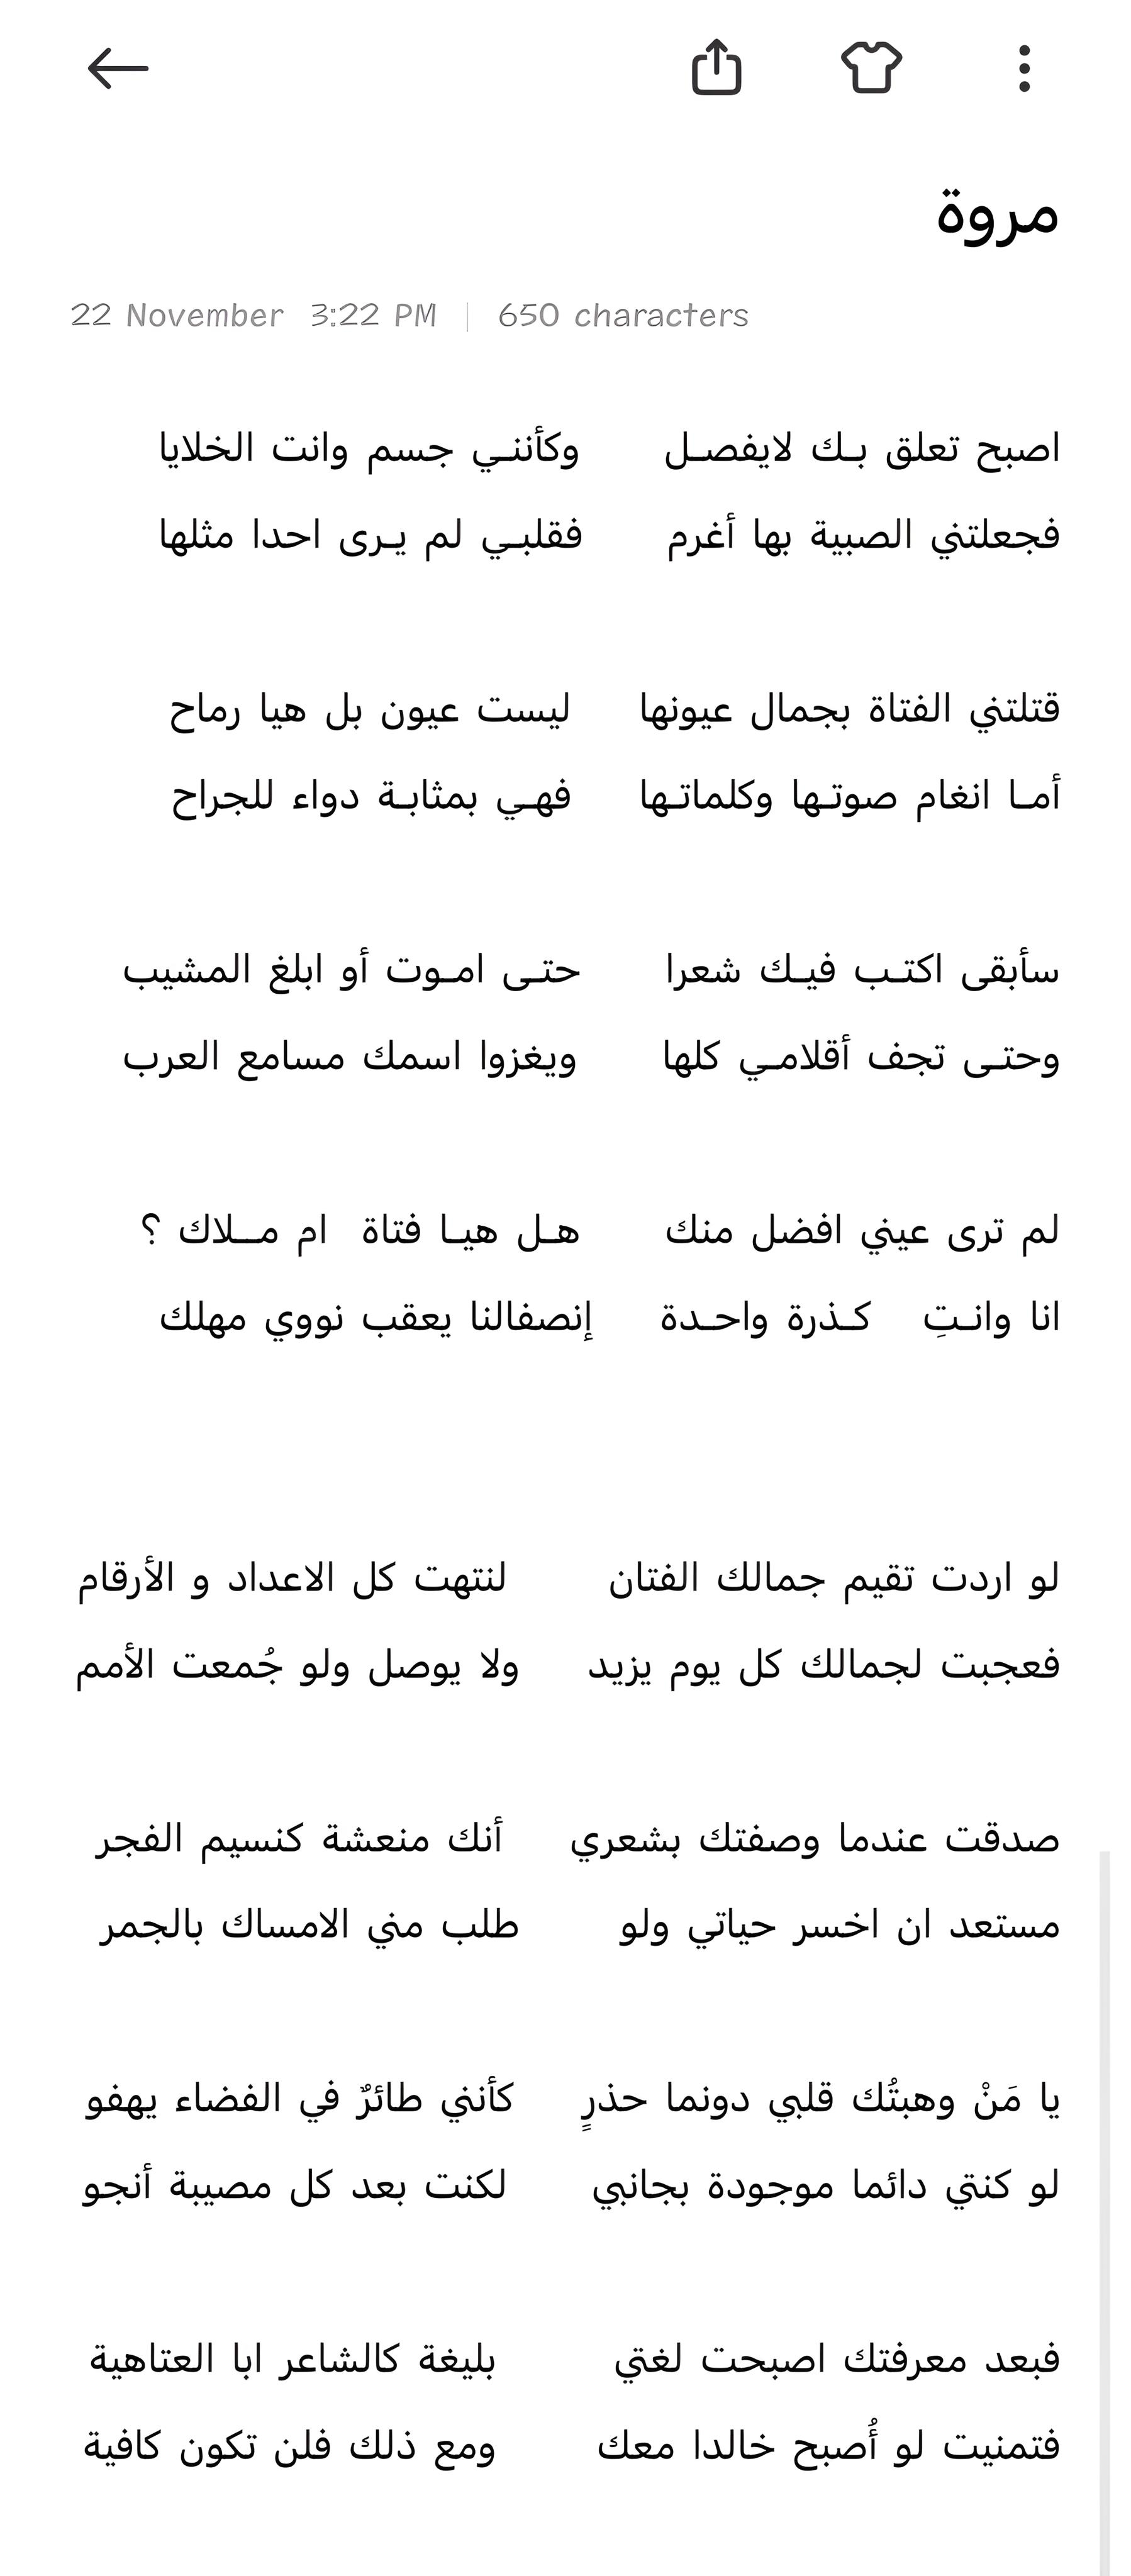 مروة
22 November 3:22 PM | 650 characters
اصبح تعلق بـك لايفصـل وكأننـي جسم وانت الخلايا
فجعلتني الصبية بها أغرم فقلبـي لم يـرى احدا مثلها
قتلتني الفتاة بجمال عيونها ليست عيون بل هيا رماح
أمـا انغام صوتـها وكلماتـها فهـي بمثابـة دواء للجراح
سأبقى اكتـب فيـك شعرا حتـى امـوت أو ابلغ المشيب
وحتـى تجف أقلامـي كلها ويغزوا اسمك مسامع العرب
لم ترى عيني افضل منك هـل هيـا فتاة ام مــلاك ؟
انا وانـتِ كـذرة واحـدة إنصفالنا يعقب نووي مهلك
لو اردت تقيم جمالك الفتان لنتهت كل الاعداد و الأرقام
فعجبت لجمالك كل يوم يزيد ولا يوصل ولو جُمعت الأمم
صدقت عندما وصفتك بشعري أنك منعشة كنسيم الفجر
مستعد ان اخسر حياتي ولو طلب مني الامساك بالجمر
يا مَنْ وهبتُك قلبي دونما حذرٍ كأنني طائرٌ في الفضاء يهفو
لو كنتي دائما موجودة بجانبي لكنت بعد كل مصيبة أنجو
فبعد معرفتك اصبحت لغتي بليغة كالشاعر ابا العتاهية
فتمنيت لو أُصبح خالدا معك ومع ذلك فلن تكون كافية